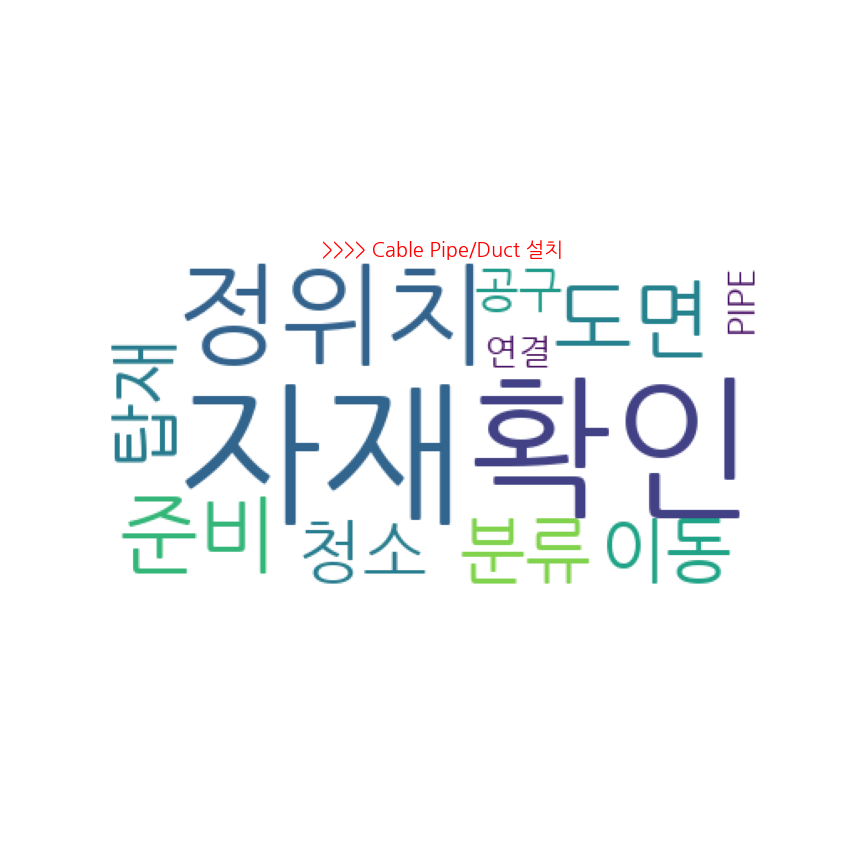 >>>> Cable Pipe/Duct 설치
정위치
공구
도면
PIPE
연결
탑재
자재
확인
준비
청소
분류
이동